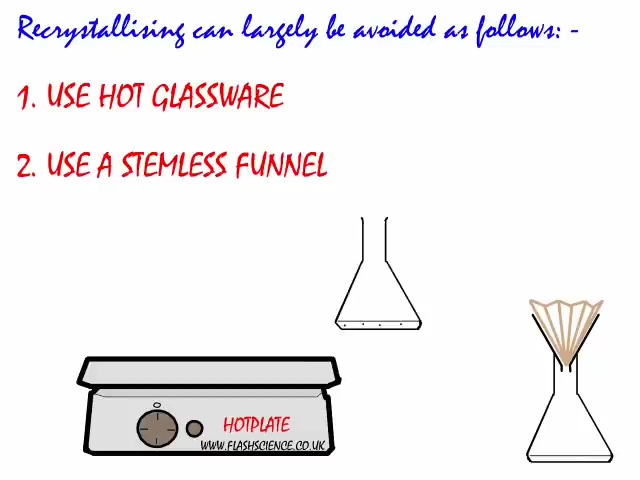 Recrystallising can largely be avoided as follows: -
1. USE HOT GLASSWARE
2. USE A STEMLESS FUNNEL
HOTPLATE
WWW.FLASHSCIENCE.CO.UK